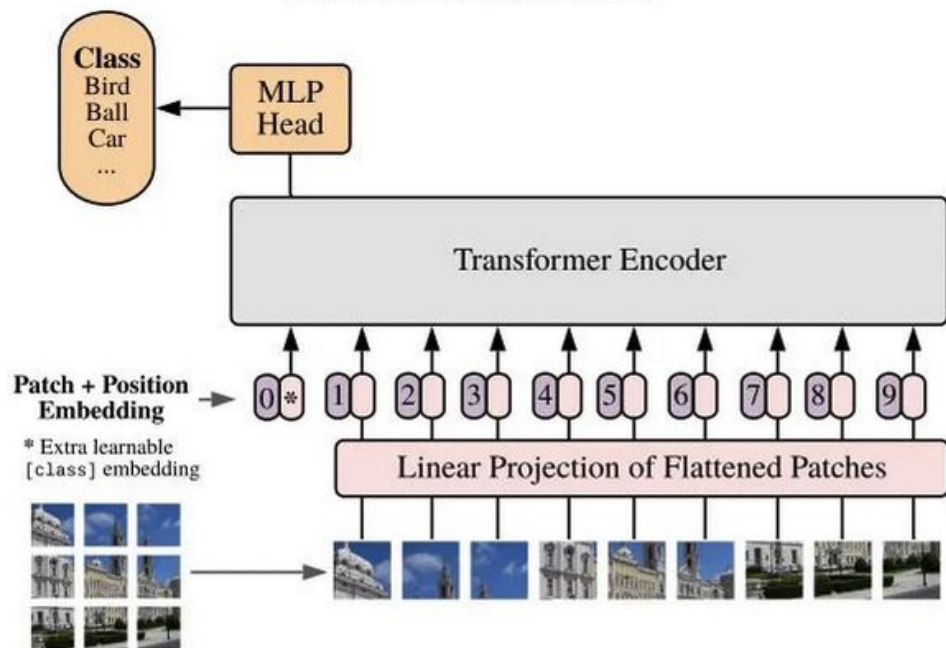 Class
Bird
Ball
Car
...
MLP
Head
Transformer Encoder
Patch + Position
Embedding
0 * 1 2 3 4 5 6 7 8 9
* Extra learnable
[class] embedding
Linear Projection of Flattened Patches